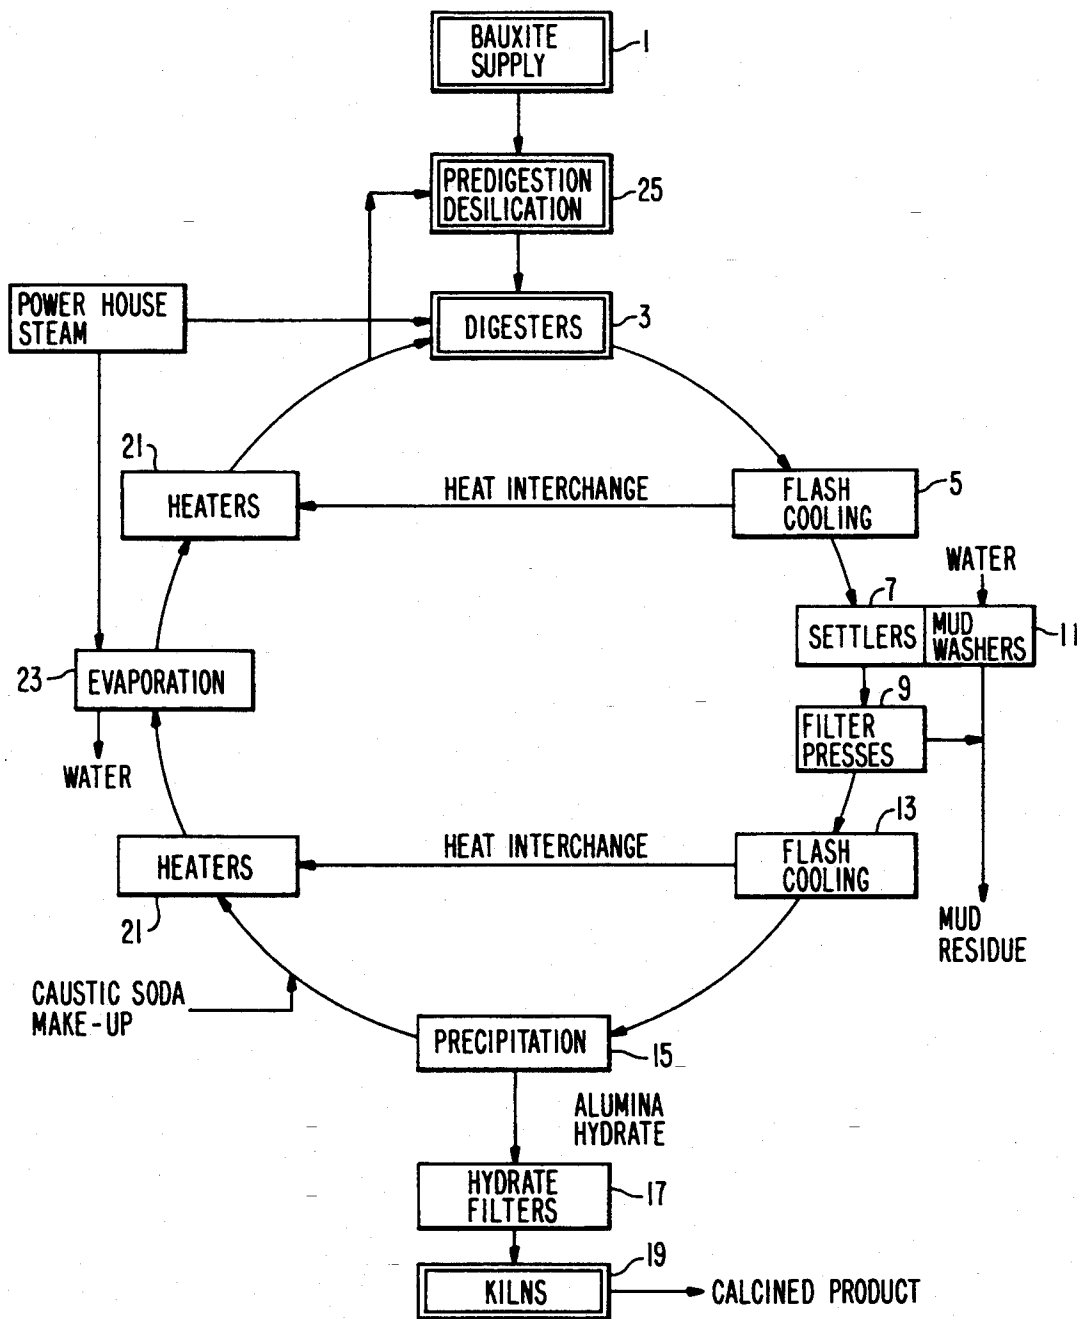 BAUXITE
SUPPLY
1
PREDIGESTION
DESILICATION
25
POWER HOUSE
STEAM
DIGESTERS
3
21
HEATERS
HEAT INTERCHANGE
FLASH
COOLING
5
WATER
7
SETTLERS
MUD
WASHERS
11
23
EVAPORATION
WATER
9
FILTER
PRESSES
13
HEATERS
21
HEAT INTERCHANGE
FLASH
COOLING
MUD
RESIDUE
CAUSTIC SODA
MAKE-UP
PRECIPITATION
15
ALUMINA
HYDRATE
HYDRATE
FILTERS
17
19
KILNS
CALCINED PRODUCT